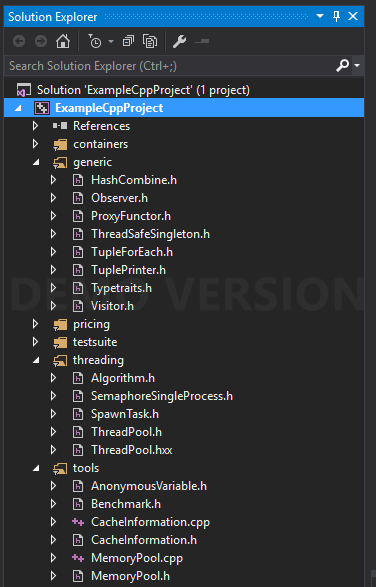 Solution Explorer
Search Solution Explorer (Ctrl+;)
Solution 'ExampleCppProject' (1 project)
ExampleCppProject
References
containers
generic
HashCombine.h
Observer.h
ProxyFunctor.h
ThreadSafeSingleton.h
TupleForEach.h
TuplePrinter.h
Typetraits.h
DEMO VERSION
Visitor.h
pricing
testsuite
threading
Algorithm.h
SemaphoreSingleProcess.h
SpawnTask.h
ThreadPool.h
ThreadPool.hxx
tools
AnonymousVariable.h
Benchmark.h
CacheInformation.cpp
CacheInformation.h
MemoryPool.cpp
MemoryPool.h